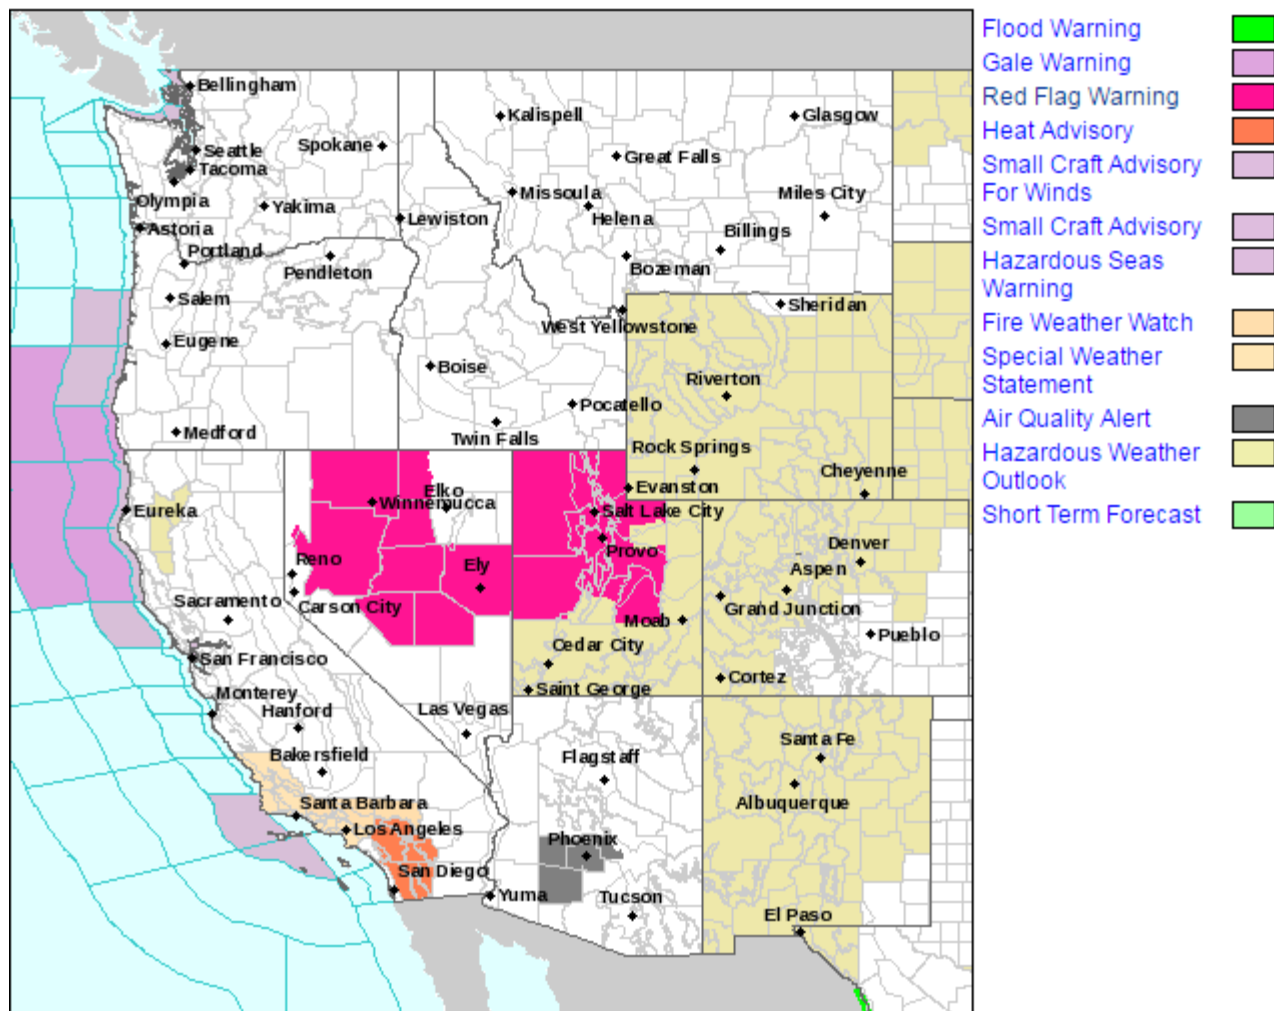 Bellingham
Kalispell
Glasgow
Seattle
Spokane
Great Falls
Tacoma
Missoula
Miles City
Olympia
Yakima
Helena
Lewiston
Astoria
Billings
Portland
Pendleton
Bozeman
Salem
Sheridan
West Yellowstone
Eugene
Boise
Riverton
Pocatello
Medford
Twin Falls
Rock Springs
Cheyenne
Elko
Evanston
Winnemucca
Eureka
Salt Lake City
Denver
Provo
Reno
Ely
Aspen
Sacramento
Carson City
Grand Junction
Moab
Pueblo
Cedar City
San Francisco
Cortez
Saint George
Monterey
Hanford
Las Vegas
Santa Fe
Bakersfield
Flagstaff
Santa Barbara
Albuquerque
Los Angeles
Phoenix
San Diego
Yuma
Tucson
El Paso
Flood Warning
Gale Warning
Red Flag Warning
Heat Advisory
Small Craft Advisory
For Winds
Small Craft Advisory
Hazardous Seas
Warning
Fire Weather Watch
Special Weather
Statement
Air Quality Alert
Hazardous Weather
Outlook
Short Term Forecast